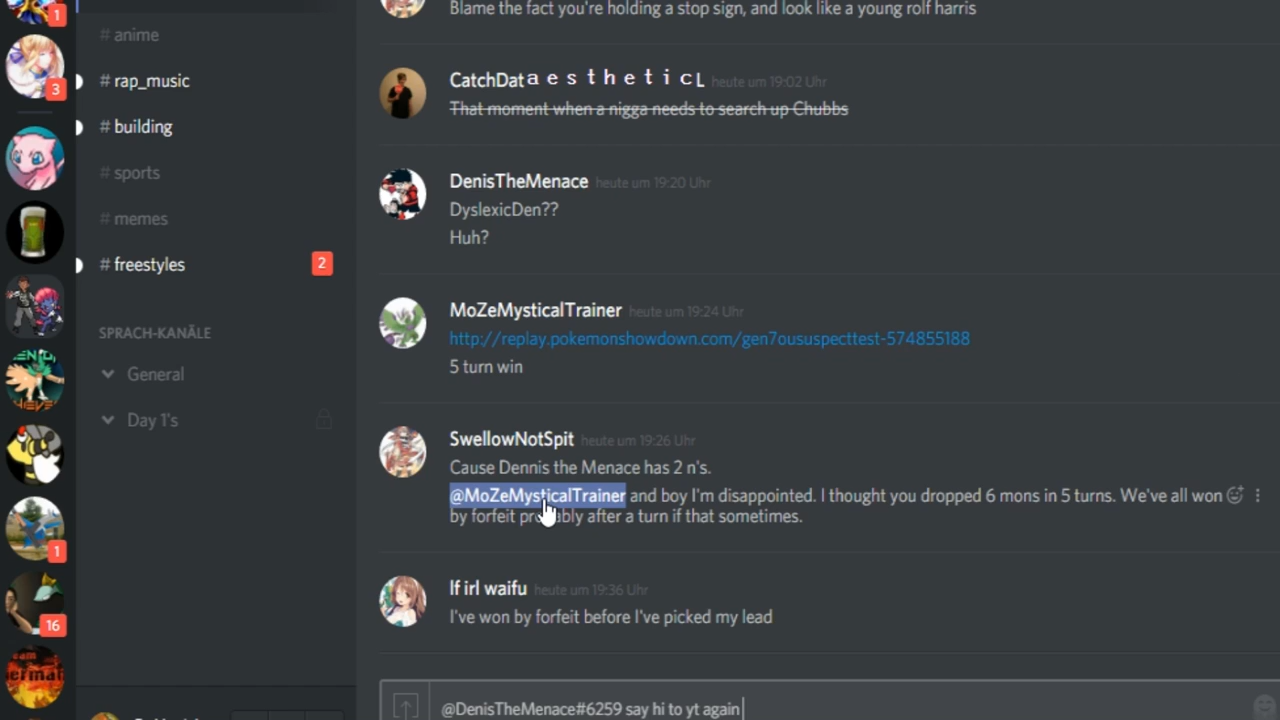 1
3
1
16
# anime
# rap_music
# building
# sports
# memes
# freestyles 2
SPRACH-KANÄLE
General
Day 1's
Blame the fact you're holding a stop sign, and look like a young rolf harris
CatchDat a e s t h e t i c L heute um 19:02 Uhr
That moment when a nigga needs to search up Chubbs
DenisTheMenace heute um 19:20 Uhr
DyslexicDen??
Huh?
MoZeMysticalTrainer heute um 19:24 Uhr
http://replay.pokemonshowdown.com/gen7oususpecttest-574855188
5 turn win
SwellowNotSpit heute um 19:26 Uhr
Cause Dennis the Menace has 2 n's.
@MoZeMysticalTrainer and boy I'm disappointed. I thought you dropped 6 mons in 5 turns. We've all won
by forfeit probably after a turn if that sometimes.
lf irl waifu heute um 19:36 Uhr
I've won by forfeit before I've picked my lead
@DenisTheMenace#6259 say hi to yt again